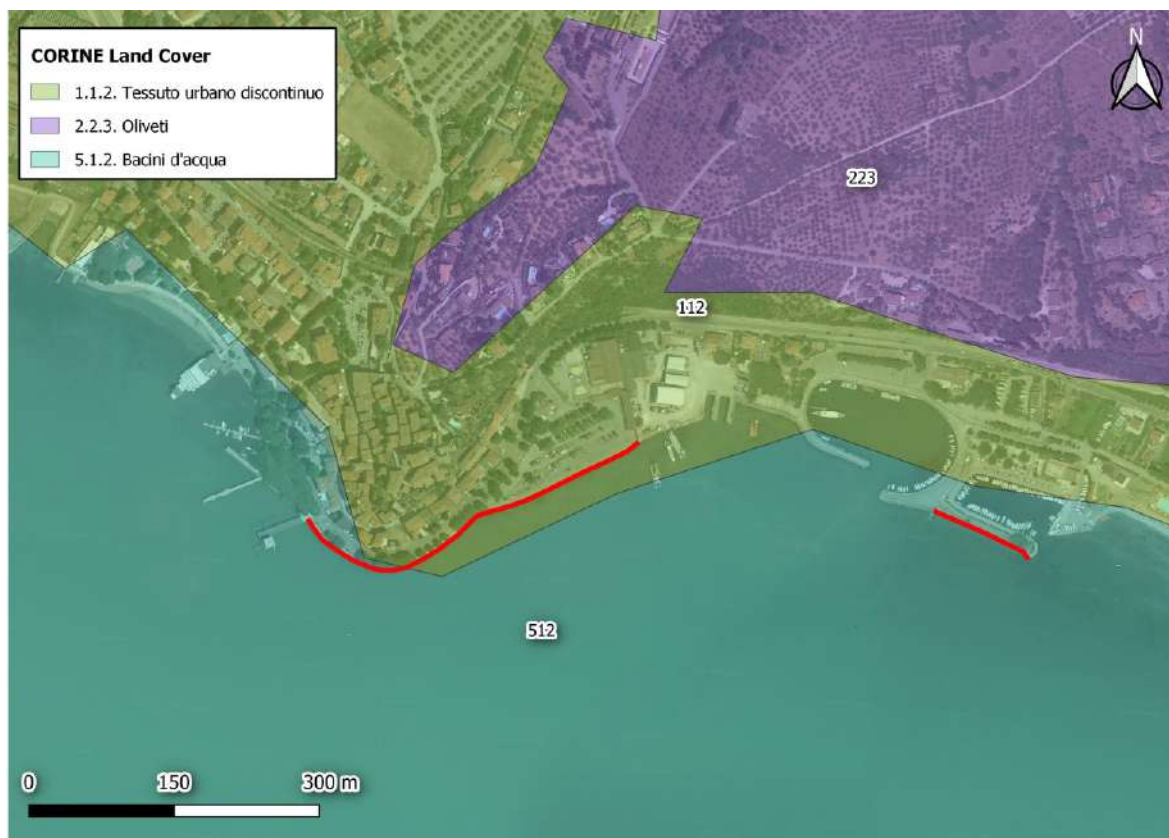 CORINE Land Cover
1.1.2. Tessuto urbano discontinuo
2.2.3. Oliveti
5.1.2. Bacini d'acqua
N
223
112
512
0 150 300 m